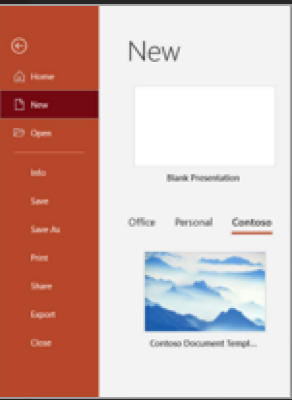 Home
New
Open
Info
Save
Save As
Print
Share
Export
Close
New
Blank Presentation
Office Personal Contoso
Contoso Document Templ...